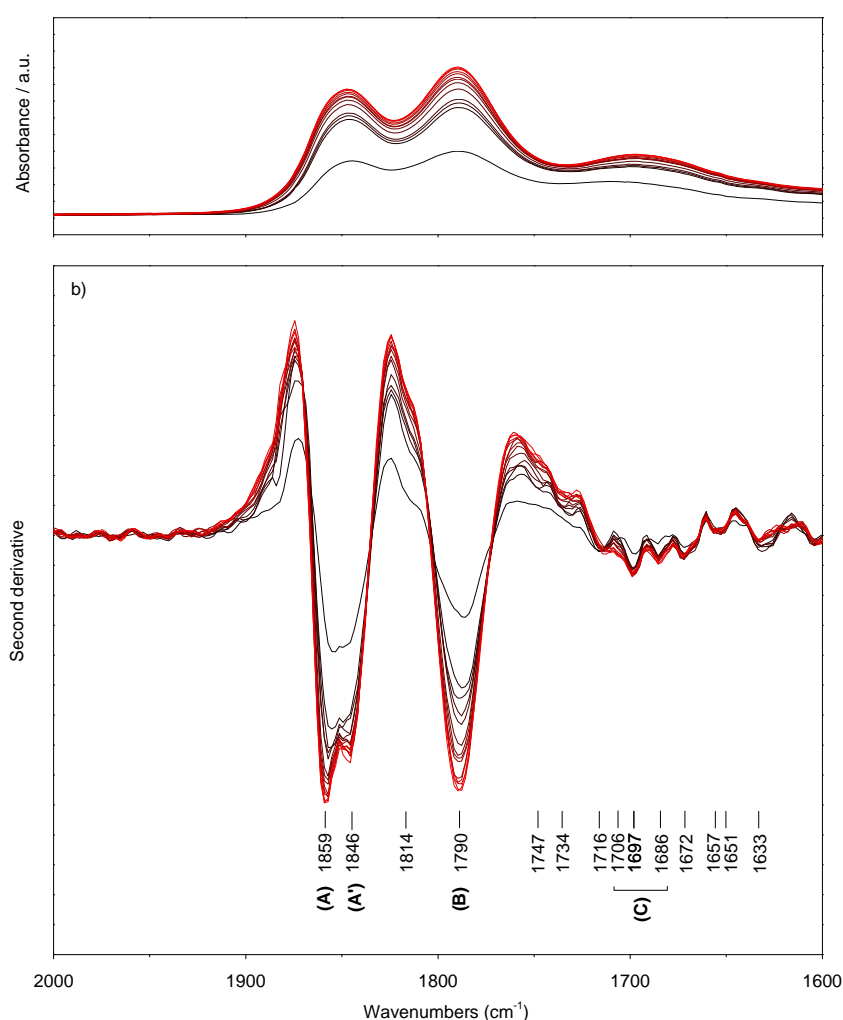 Absorbance / a.u.
b)
Second derivative
1859
1846
1814
1790
1747
1734
1716
1706
1697
1686
1672
1657
1651
1633
(A)
(A')
(B)
(C)
2000
1900
1800
1700
1600
Wavenumbers (cm⁻¹)